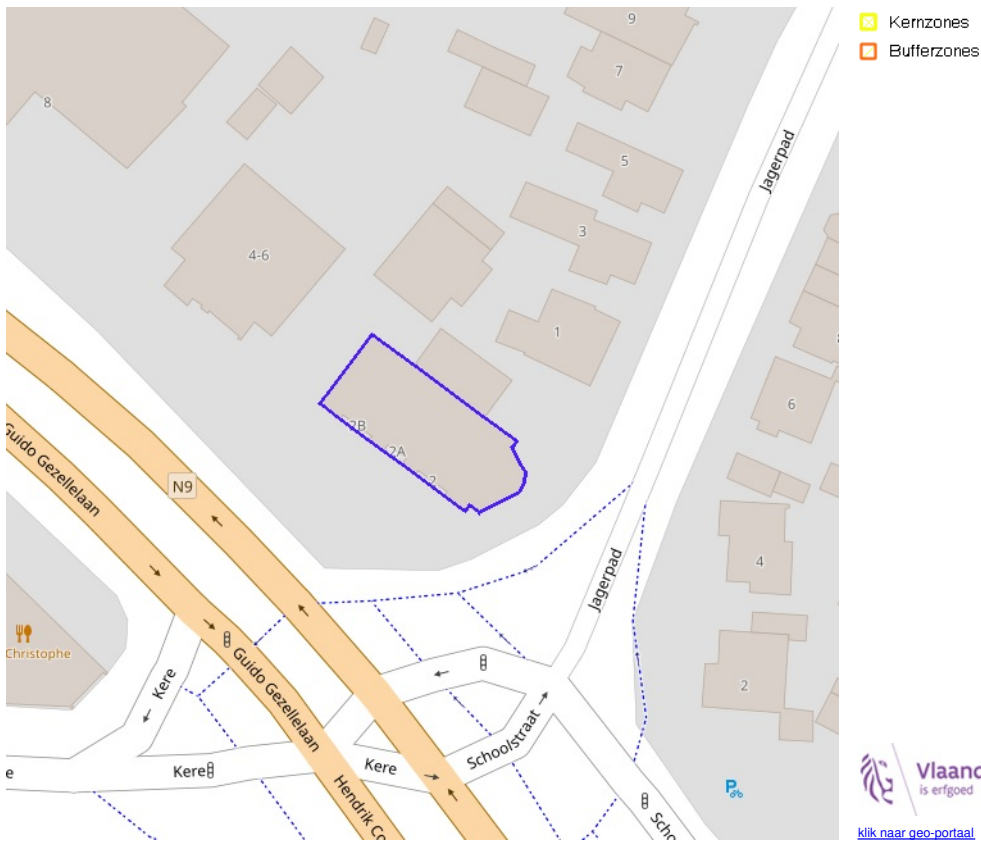 Kernzones
Bufferzones
9
7
8
Jagerpad
5
3
4-6
1
6
2B
2A
2
Guido Gezellelaan
N9
4
Jagerpad
Christophe
Guido Gezellelaan
Kere
2
Schoolstraat
Kere
Kere
Hendrik Co
Scho
P
Vlaand
is erfgoed
klik naar geo-portaal